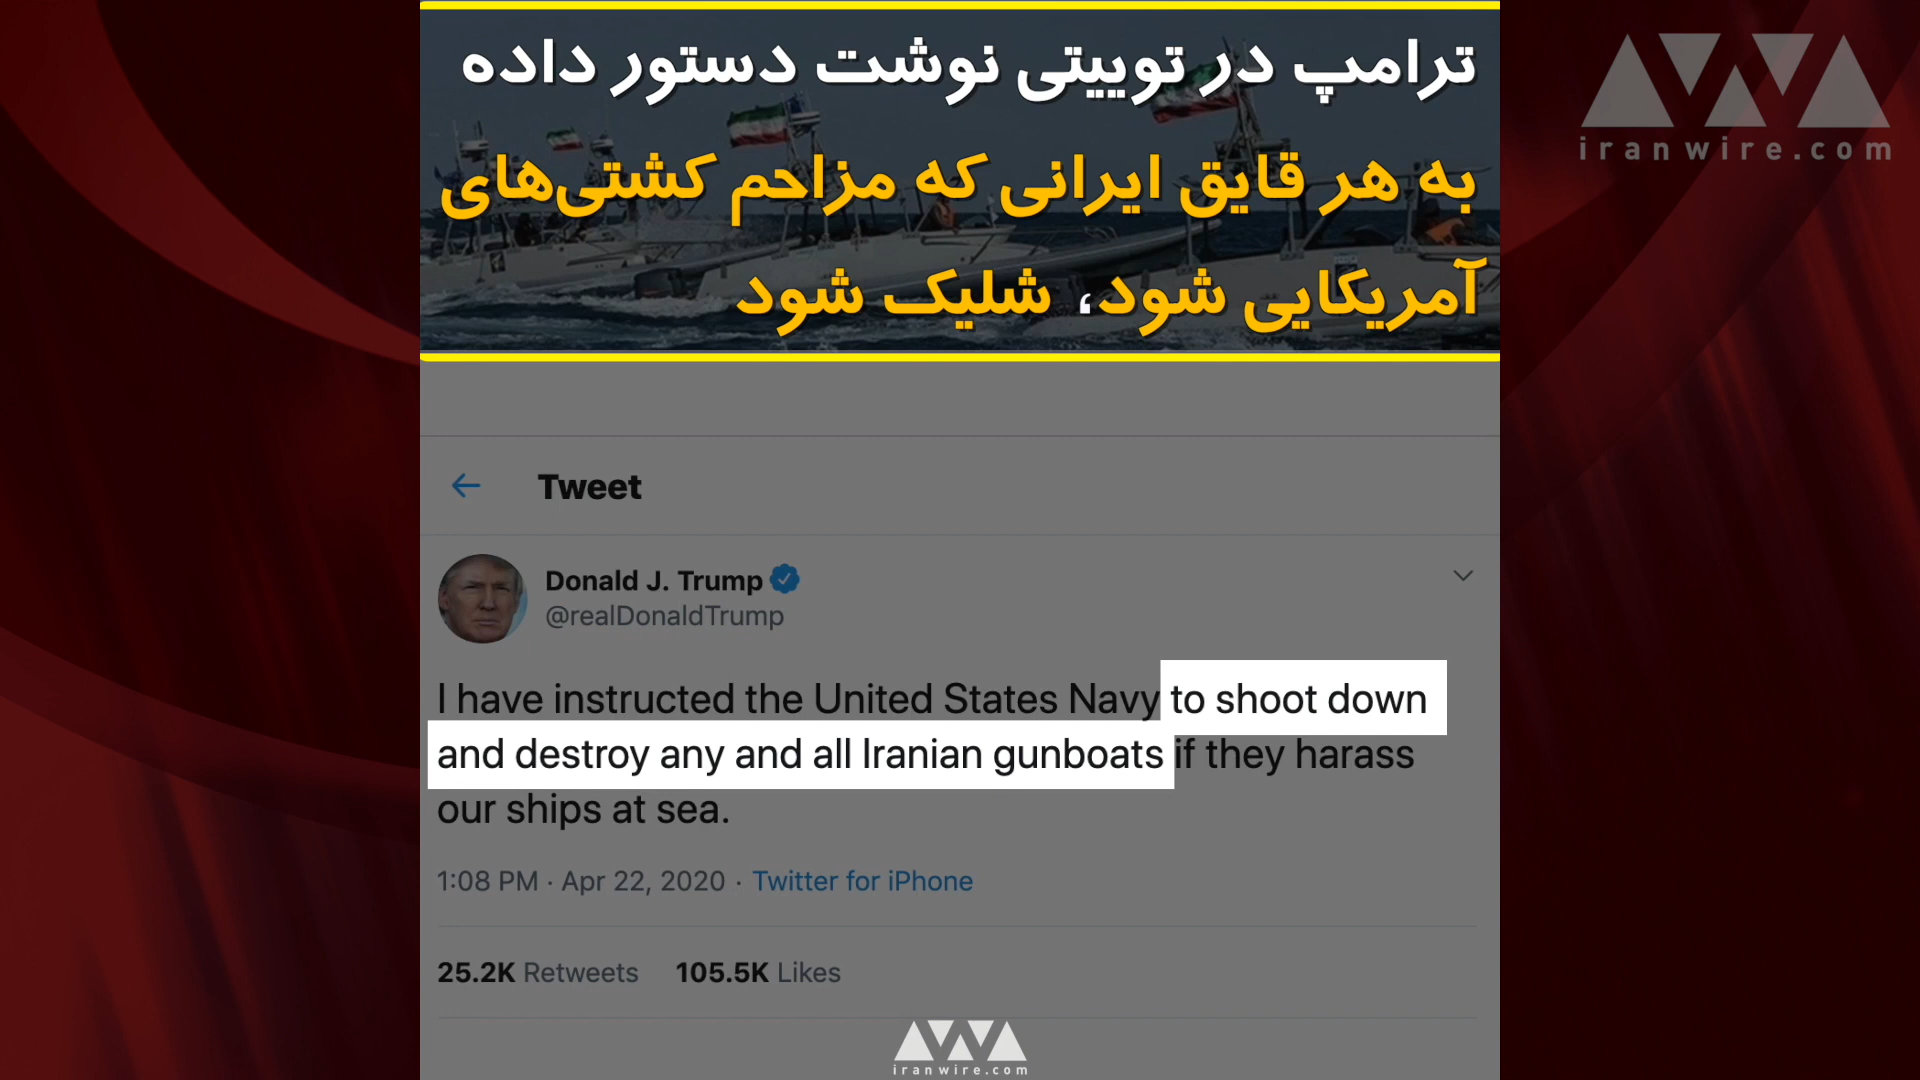 ترامپ در توییتی نوشت دستور داده
به هر قایق ایرانی که مزاحم کشتی‌های
آمریکایی شود، شلیک شود
iranwire.com
Tweet
Donald J. Trump
@realDonaldTrump
I have instructed the United States Navy to shoot down
and destroy any and all Iranian gunboats if they harass
our ships at sea.
1:08 PM · Apr 22, 2020 · Twitter for iPhone
25.2K Retweets 105.5K Likes
iranwire.com